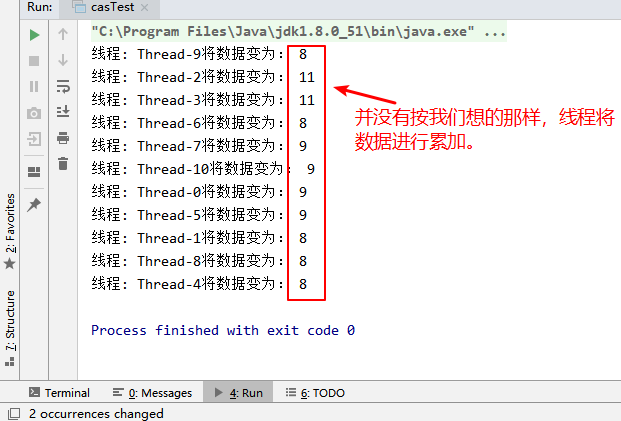 Run: casTest
"C:\Program Files\Java\jdk1.8.0_51\bin\java.exe" ...
线程: Thread-9将数据变为: 8
线程: Thread-2将数据变为: 11
线程: Thread-3将数据变为: 11
线程: Thread-6将数据变为: 8
线程: Thread-7将数据变为: 9
线程: Thread-10将数据变为: 9
线程: Thread-0将数据变为: 9
线程: Thread-5将数据变为: 9
线程: Thread-1将数据变为: 8
线程: Thread-8将数据变为: 8
线程: Thread-4将数据变为: 8
并没有按我们想的那样，线程将
数据进行累加。
Process finished with exit code 0
2: Favorites
7: Structure
Terminal 0: Messages 4: Run 6: TODO
2 occurrences changed